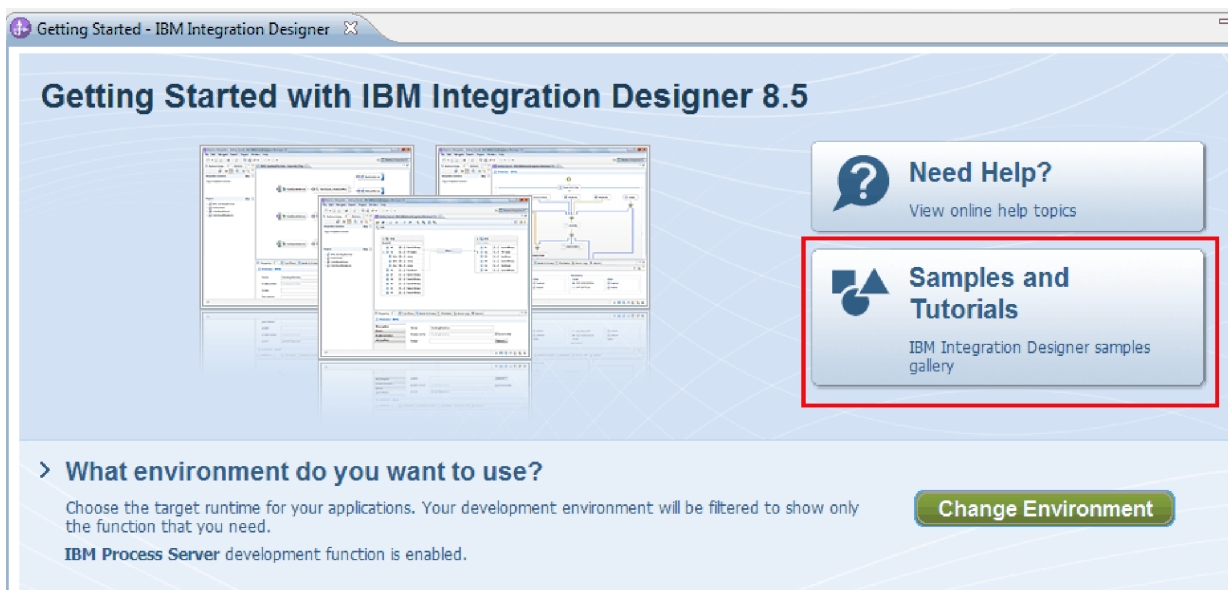 Getting Started - IBM Integration Designer
Getting Started with IBM Integration Designer 8.5
Need Help?
View online help topics
Samples and
Tutorials
IBM Integration Designer samples
gallery
What environment do you want to use?
Choose the target runtime for your applications. Your development environment will be filtered to show only
the function that you need.
IBM Process Server development function is enabled.
Change Environment